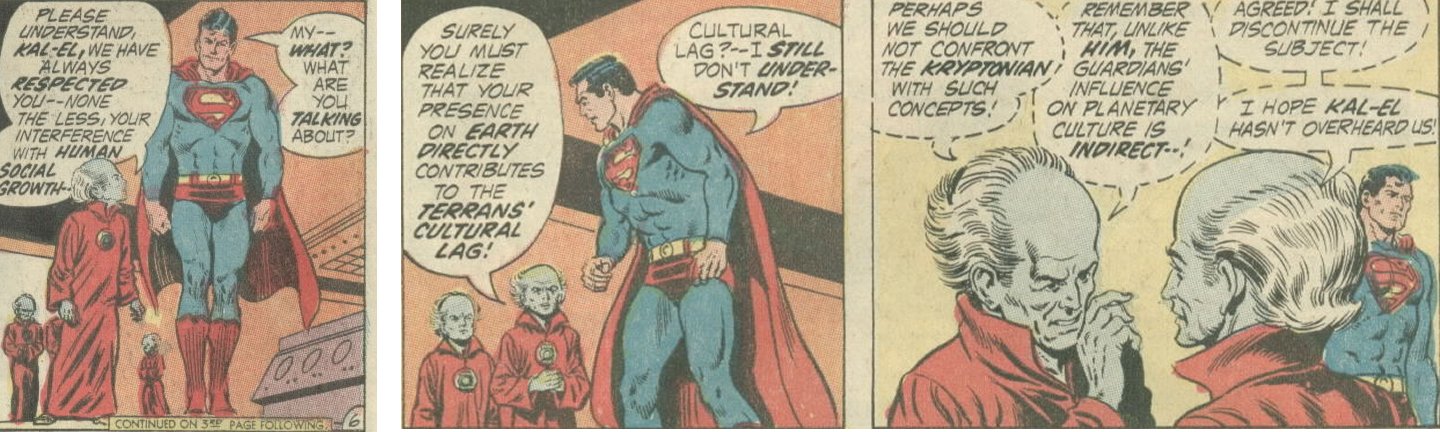 PLEASE
UNDERSTAND,
KAL-EL, WE HAVE
ALWAYS
RESPECTED
YOU--NONE
THE LESS, YOUR
INTERFERENCE
WITH HUMAN
SOCIAL
GROWTH--
MY--
WHAT?
WHAT
ARE
YOU
TALKING
ABOUT?
CONTINUED ON 3RD PAGE FOLLOWING.
6
SURELY
YOU MUST
REALIZE
THAT YOUR
PRESENCE
ON EARTH
DIRECTLY
CONTRIBUTES
TO THE
TERRANS'
CULTURAL
LAG!
CULTURAL
LAG?--I STILL
DON'T UNDER-
STAND!
PERHAPS
WE SHOULD
NOT CONFRONT
THE KRYPTONIAN
WITH SUCH
CONCEPTS!
REMEMBER
THAT, UNLIKE
HIM, THE
GUARDIANS'
INFLUENCE
ON PLANETARY
CULTURE IS
INDIRECT--!
AGREED! I SHALL
DISCONTINUE THE
SUBJECT!
I HOPE KAL-EL
HASN'T OVERHEARD US!